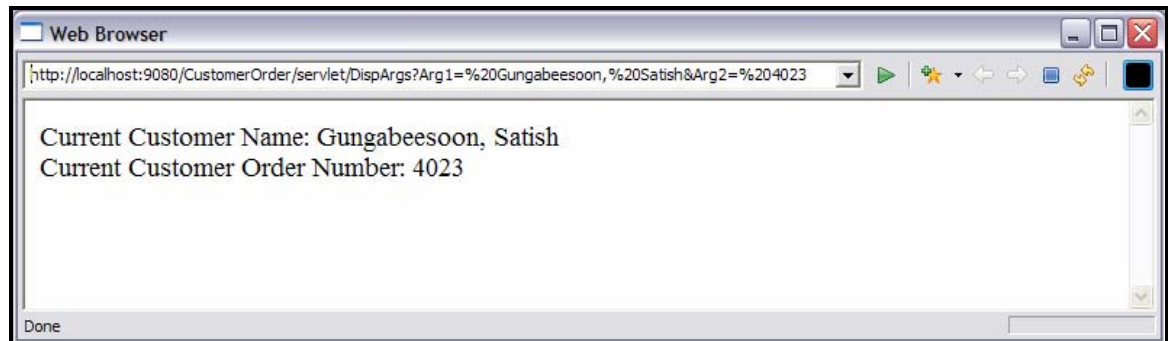 Web Browser
http://localhost:9080/CustomerOrder/servlet/DispArgs?Arg1=%20Gungabeesoon,%20Satish&Arg2=%204023
Current Customer Name: Gungabeesoon, Satish
Current Customer Order Number: 4023
Done